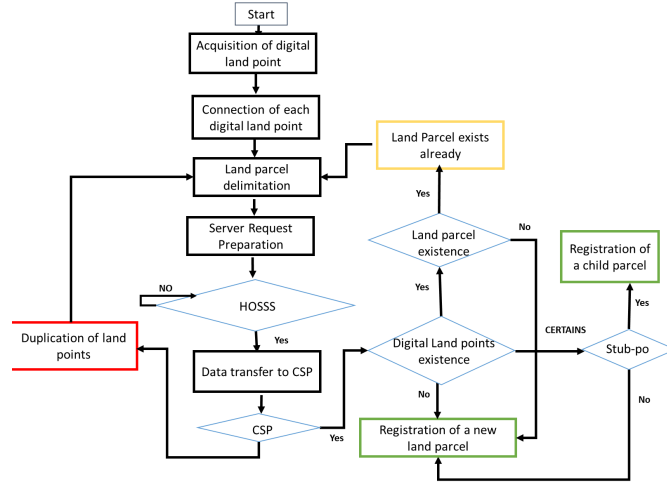 Start
Acquisition of digital
land point
Connection of each
digital land point
Land Parcel exists
already
Land parcel
delimitation
Yes
Server Request
Preparation
Land parcel
existence
No
Registration of
a child parcel
NO
HOSSS
Yes
Yes
Yes
Duplication of land
points
Digital Land points
existence
CERTAINS
Stub-po
Data transfer to CSP
No
No
CSP
Yes
Registration of a new
land parcel